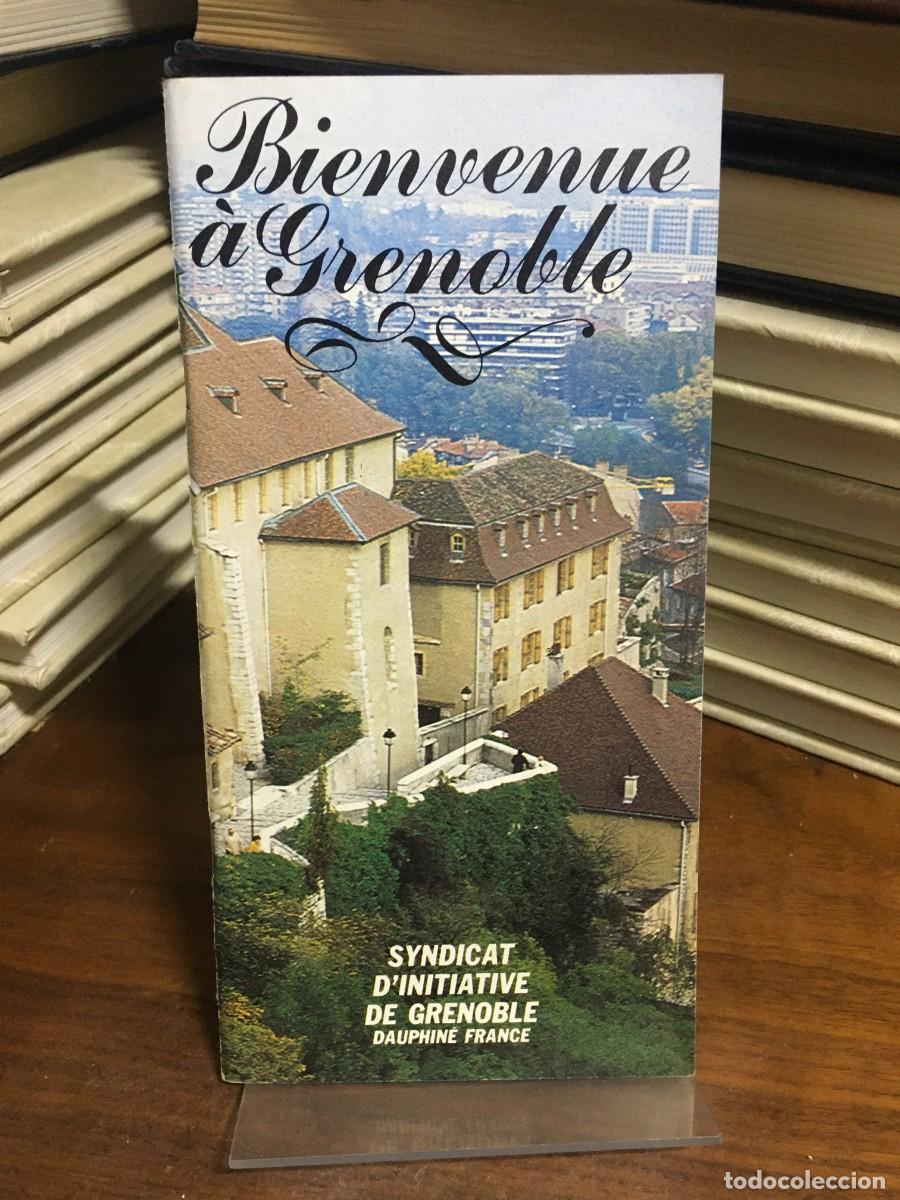 Bienvenue
à Grenoble
SYNDICAT
D'INITIATIVE
DE GRENOBLE
DAUPHINÉ FRANCE
todocoleccion